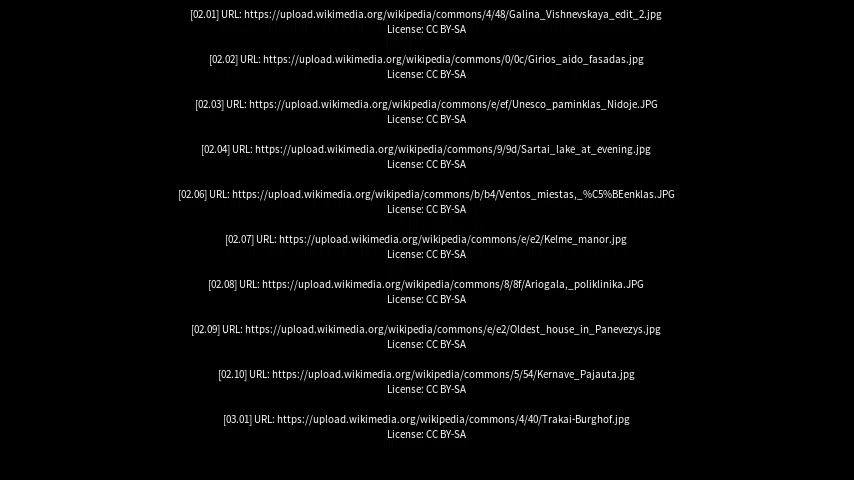 [02.01] URL: https://upload.wikimedia.org/wikipedia/commons/4/48/Galina_Vishnevskaya_edit_2.jpg
License: CC BY-SA
[02.02] URL: https://upload.wikimedia.org/wikipedia/commons/0/0c/Girios_aido_fasadas.jpg
License: CC BY-SA
[02.03] URL: https://upload.wikimedia.org/wikipedia/commons/e/ef/Unesco_paminklas_Nidoje.JPG
License: CC BY-SA
[02.04] URL: https://upload.wikimedia.org/wikipedia/commons/9/9d/Sartai_lake_at_evening.jpg
License: CC BY-SA
[02.06] URL: https://upload.wikimedia.org/wikipedia/commons/b/b4/Ventos_miestas,_%C5%BEenklas.JPG
License: CC BY-SA
[02.07] URL: https://upload.wikimedia.org/wikipedia/commons/e/e2/Kelme_manor.jpg
License: CC BY-SA
[02.08] URL: https://upload.wikimedia.org/wikipedia/commons/8/8f/Ariogala,_poliklinika.JPG
License: CC BY-SA
[02.09] URL: https://upload.wikimedia.org/wikipedia/commons/e/e2/Oldest_house_in_Panevezys.jpg
License: CC BY-SA
[02.10] URL: https://upload.wikimedia.org/wikipedia/commons/5/54/Kernave_Pajauta.jpg
License: CC BY-SA
[03.01] URL: https://upload.wikimedia.org/wikipedia/commons/4/40/Trakai-Burghof.jpg
License: CC BY-SA